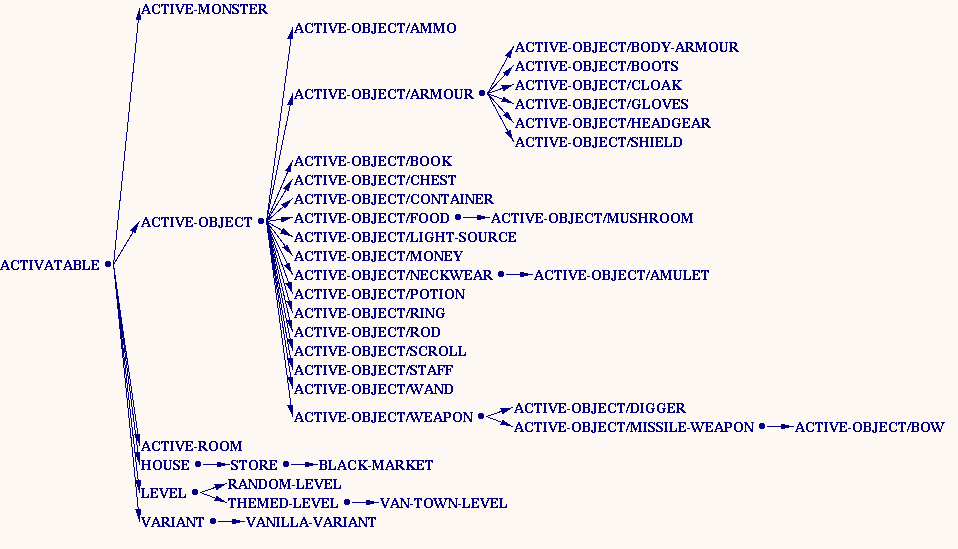 ACTIVE-MONSTER
ACTIVE-OBJECT/AMMO
ACTIVE-OBJECT/BODY-ARMOUR
ACTIVE-OBJECT/BOOTS
ACTIVE-OBJECT/CLOAK
ACTIVE-OBJECT/ARMOUR
ACTIVE-OBJECT/GLOVES
ACTIVE-OBJECT/HEADGEAR
ACTIVE-OBJECT/SHIELD
ACTIVE-OBJECT/BOOK
ACTIVE-OBJECT/CHEST
ACTIVE-OBJECT/CONTAINER
ACTIVE-OBJECT/FOOD ACTIVE-OBJECT/MUSHROOM
ACTIVE-OBJECT
ACTIVE-OBJECT/LIGHT-SOURCE
ACTIVE-OBJECT/MONEY
ACTIVATABLE
ACTIVE-OBJECT/NECKWEAR ACTIVE-OBJECT/AMULET
ACTIVE-OBJECT/POTION
ACTIVE-OBJECT/RING
ACTIVE-OBJECT/ROD
ACTIVE-OBJECT/SCROLL
ACTIVE-OBJECT/STAFF
ACTIVE-OBJECT/WAND
ACTIVE-OBJECT/DIGGER
ACTIVE-OBJECT/WEAPON
ACTIVE-OBJECT/MISSILE-WEAPON ACTIVE-OBJECT/BOW
ACTIVE-ROOM
HOUSE STORE BLACK-MARKET
RANDOM-LEVEL
LEVEL
THEMED-LEVEL VAN-TOWN-LEVEL
VARIANT VANILLA-VARIANT